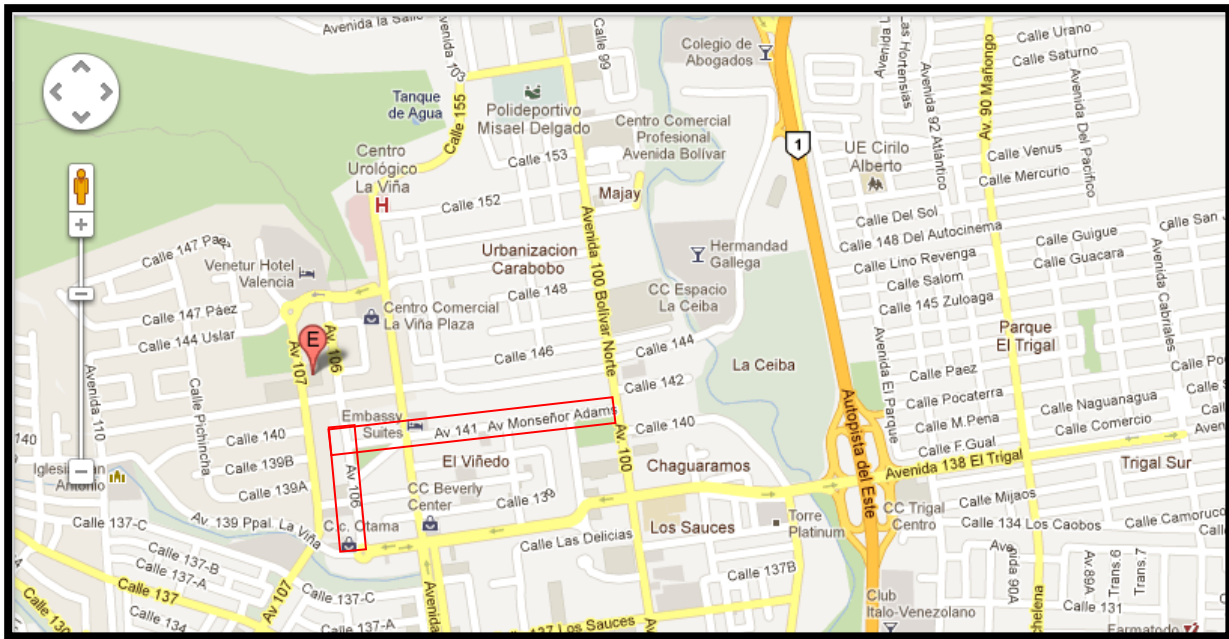 Avenida la Salle
Avenida 103
Calle 99
Colegio de
Abogados
Avenida
Las Hortensias
Avenida 92 Atlántico
Av. 90 Mañongo
Calle Urano
Calle Saturno
Avenida Del Pacífico
Tanque
de Agua
Calle 155
Polideportivo
Misael Delgado
Centro Comercial
Profesional
Avenida Bolívar
1
UE Cirilo
Alberto
Calle Venus
Calle Mercurio
Centro
Urológico
La Viña
H
Calle 153
Calle 152
Majay
Avenida 100 Bolívar Norte
Calle Del Sol
Calle 148 Del Autocinema
Calle Lino Revenga
Calle Salom
Calle 145 Zuloaga
Calle Guigue
Calle Guacara
Calle San
Avenida Cabriales
Calle 147 Paez
Venetur Hotel
Valencia
Urbanizacion
Carabobo
Hermandad
Gallega
CC Espacio
La Ceiba
Calle 148
Calle 147 Páez
Calle 144 Uslar
Centro Comercial
La Viña Plaza
E
Av. 106
Av 107
Calle 146
Calle 144
Calle 142
La Ceiba
Parque
El Trigal
Avenida El Parque
Calle Paez
Calle Pocaterra
Calle M.Pena
Calle F.Gual
Calle Naguanagua
Calle Comercio
Avenida 110
Calle Pichincha
Embassy
Suites
Av 141 Av Monseñor Adams
Calle 140
Av. 100
Autopista del Este
Avenida 138 El Trigal
Trigal Sur
140
Calle 140
Calle 139B
Calle 139A
Av 106
El Viñedo
Chaguaramos
CC Beverly
Center
Antonio
Av. 139 Ppal. La Viña
Los Sauces
Torre
Platinum
CC Trigal
Centro
Calle Mijaos
Calle 134 Los Caobos
Calle Camoruco
Calle 137-C
Calle 137-B
Calle 137-A
Calle 137
Calle 134
Calle 130
Av 107
Calle 137-C
Calle 137-A
Avenida
Calle Las Delicias
Calle 137B
137 Los Sauces
Club
Italo-Venezolano
Av.89A
Trans.6
Trans.7
Calle 131
Farmatodo